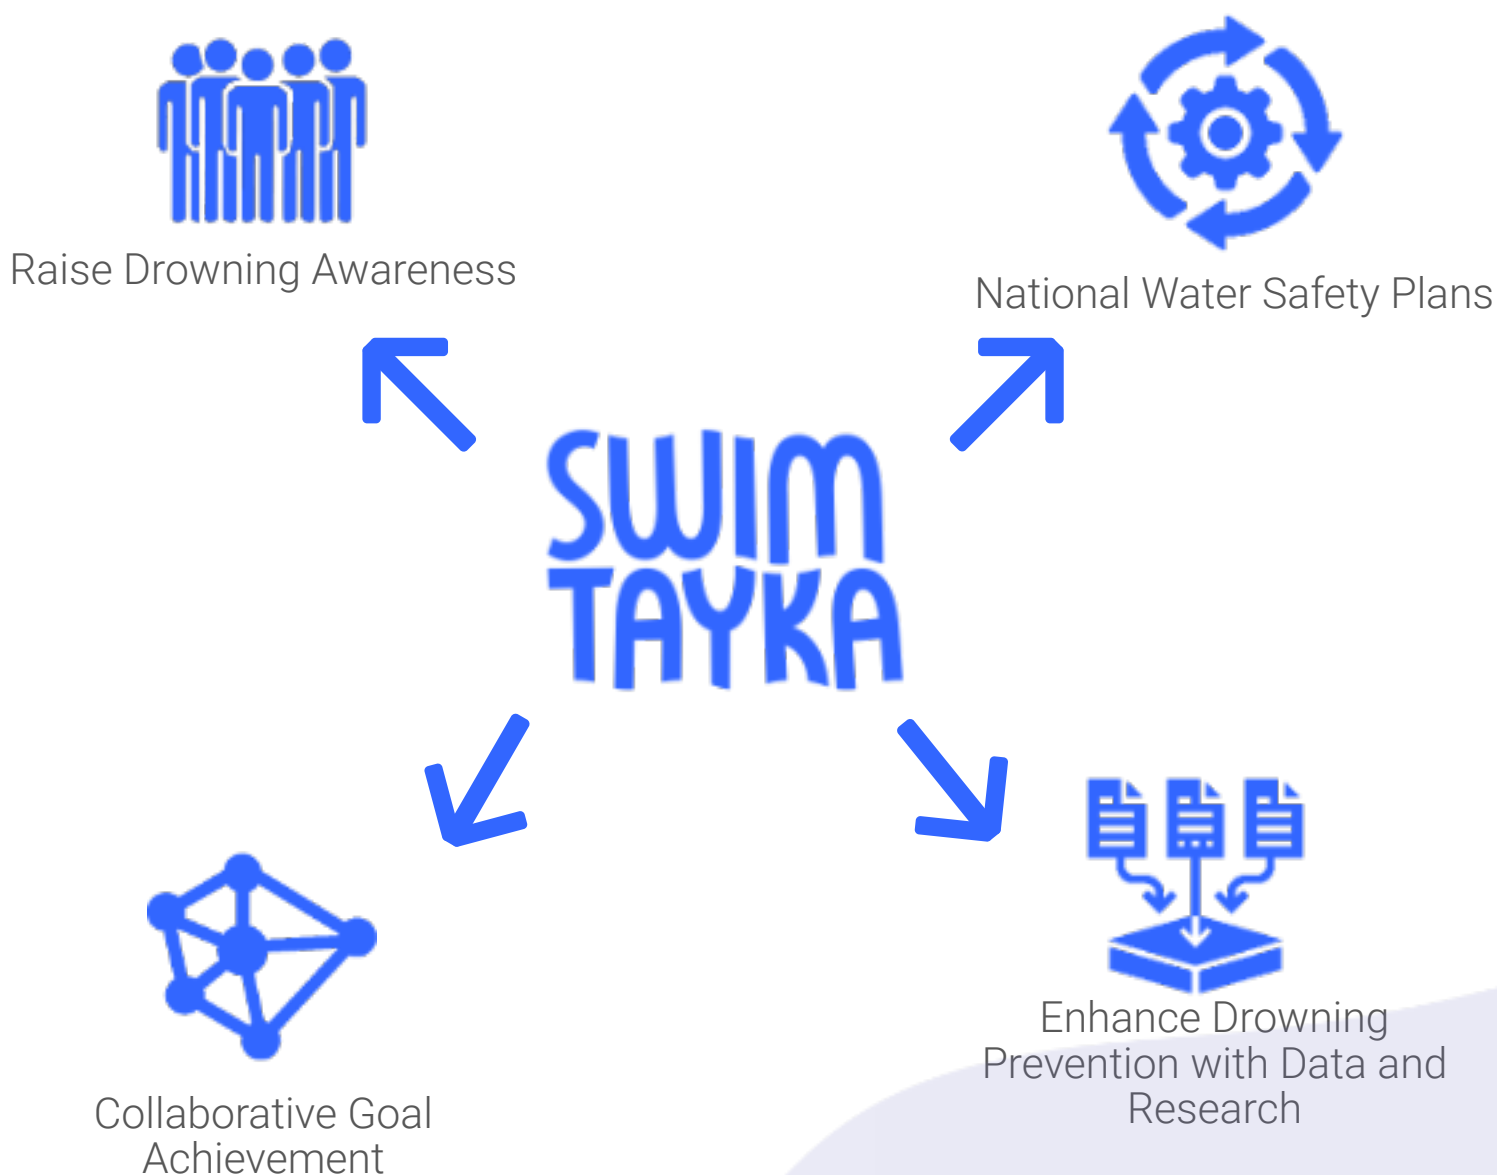 Raise Drowning Awareness
National Water Safety Plans
SWIM
TAYKA
Collaborative Goal
Achievement
Enhance Drowning
Prevention with Data and
Research